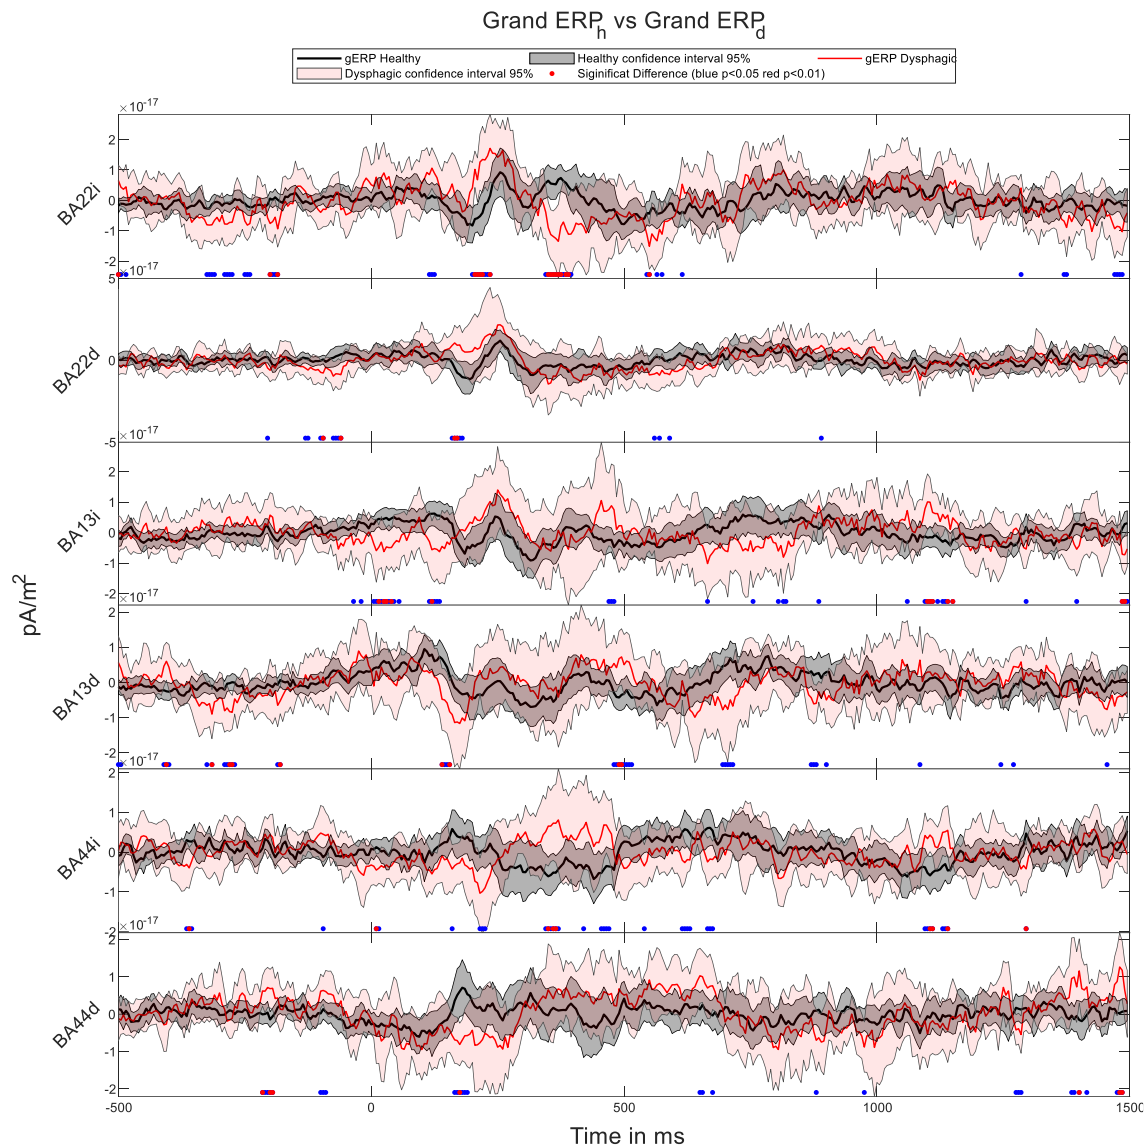 Grand ERPh vs Grand ERPd
gERP Healthy Healthy confidence interval 95% gERP Dysphagic
Dysphagic confidence interval 95% Siginificat Difference (blue p<0.05 red p<0.01)
×10-17
2
1
0
-1
-2
BA22i
×10-17
5
0
-5
BA22d
×10-17
2
1
0
-1
-2
BA13i
×10-17
2
1
0
-1
-2
BA13d
×10-17
2
1
0
-1
-2
BA44i
×10-17
2
1
0
-1
-2
BA44d
pA/m2
-500 0 500 1000 1500
Time in ms